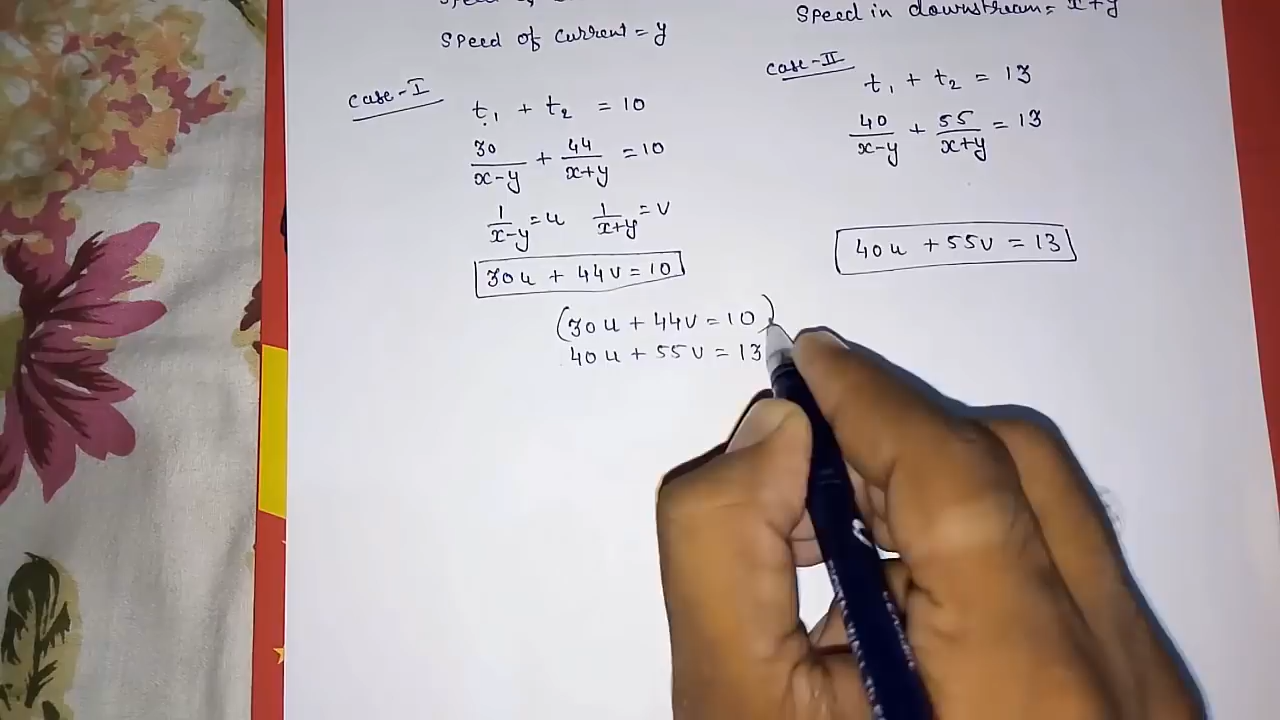 Speed of current = y
Case-I
t₁ + t₂ = 10
30/x-y + 44/x+y = 10
1/x-y = u 1/x+y = v
30u + 44v = 10
Speed in downstream = x+y
Case-II
t₁ + t₂ = 13
40/x-y + 55/x+y = 13
40u + 55v = 13
(30u + 44v = 10)
40u + 55v = 13